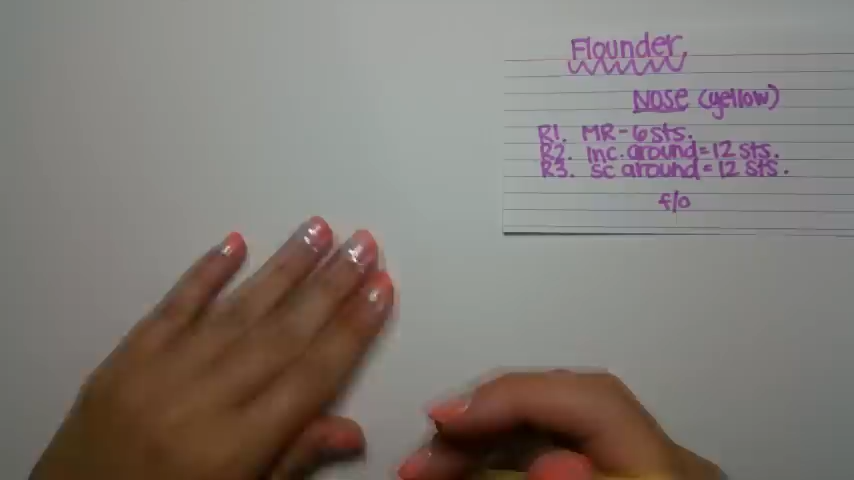 Flounder
Nose (yellow)
R1. MR-6sts.
R2. Inc. around=12 sts.
R3. sc around=12 sts.
f/o